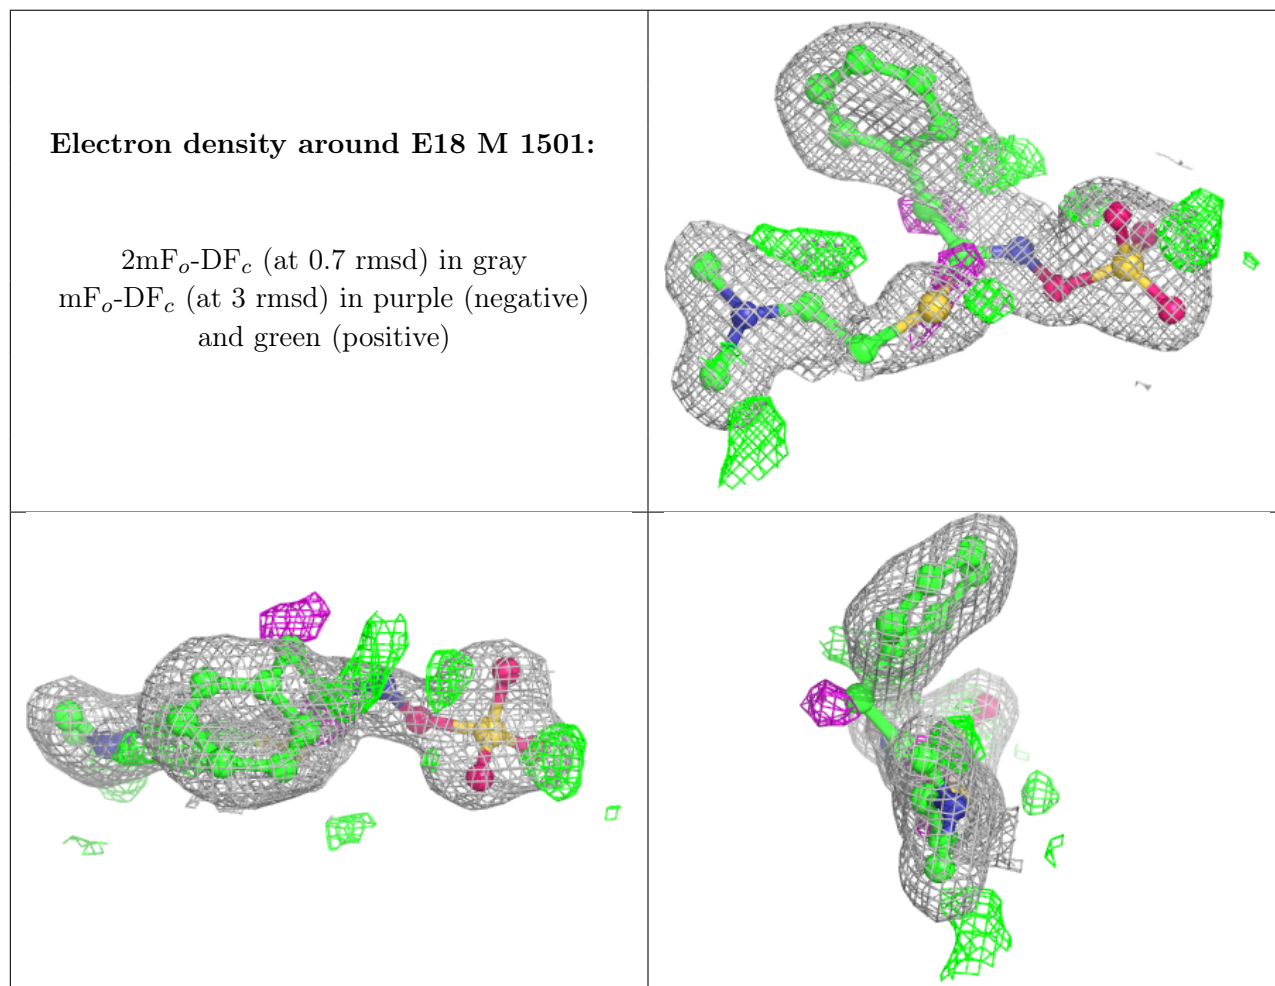 Electron density around E18 M 1501:
2mFo-DFc (at 0.7 rmsd) in gray
mFo-DFc (at 3 rmsd) in purple (negative)
and green (positive)